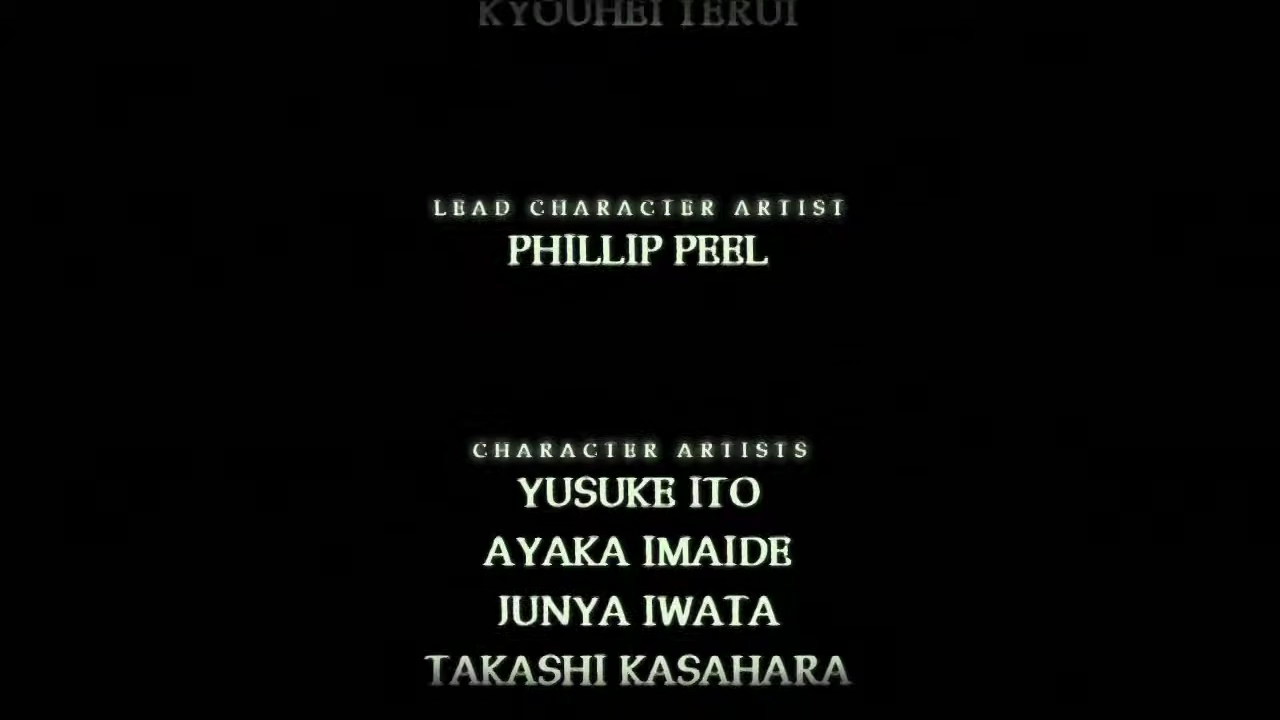 KYOUHEI TERUI
LEAD CHARACTER ARTIST
PHILLIP PEEL
CHARACTER ARTISTS
YUSUKE ITO
AYAKA IMAIDE
JUNYA IWATA
TAKASHI KASAHARA